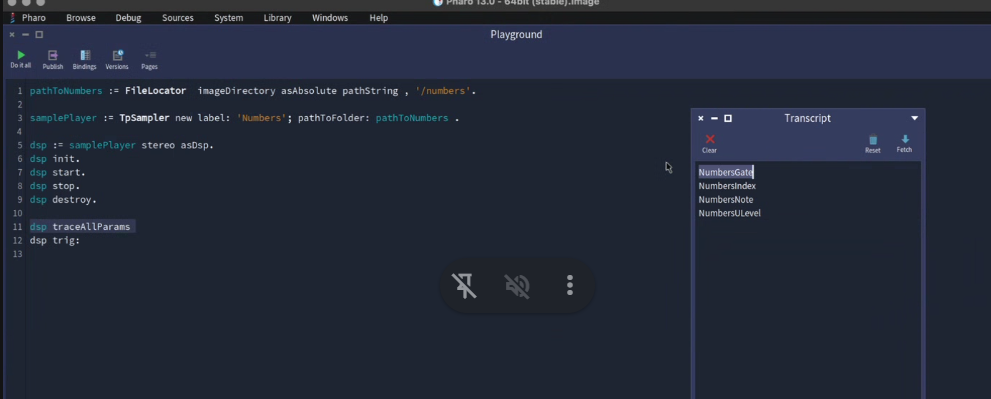 Pharo 13.0 - 64bit (stable).image
Pharo Browse Debug Sources System Library Windows Help
Playground
Do it all Publish Bindings Versions Pages
1 pathToNumbers := FileLocator imageDirectory asAbsolute pathString , '/numbers'.
2
3 samplePlayer := TpSampler new label: 'Numbers'; pathToFolder: pathToNumbers .
4
5 dsp := samplePlayer stereo asDsp.
6 dsp init.
7 dsp start.
8 dsp stop.
9 dsp destroy.
10
11 dsp traceAllParams
12 dsp trig:
13
Transcript
Clear Reset Fetch
NumbersGate
NumbersIndex
NumbersNote
NumbersULevel